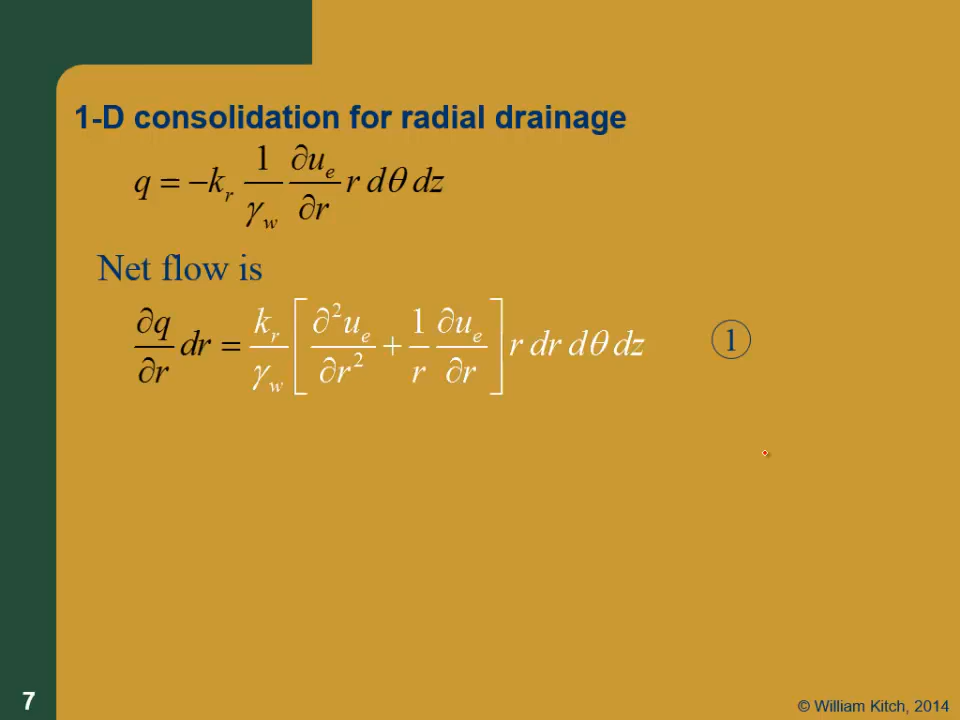 1-D consolidation for radial drainage
q = −k_r 1/γ_w ∂u_e/∂r r dθ dz
Net flow is
∂q/∂r dr = k_r/γ_w [∂²u_e/∂r² + 1/r ∂u_e/∂r] r dr dθ dz ①
7
© William Kitch, 2014